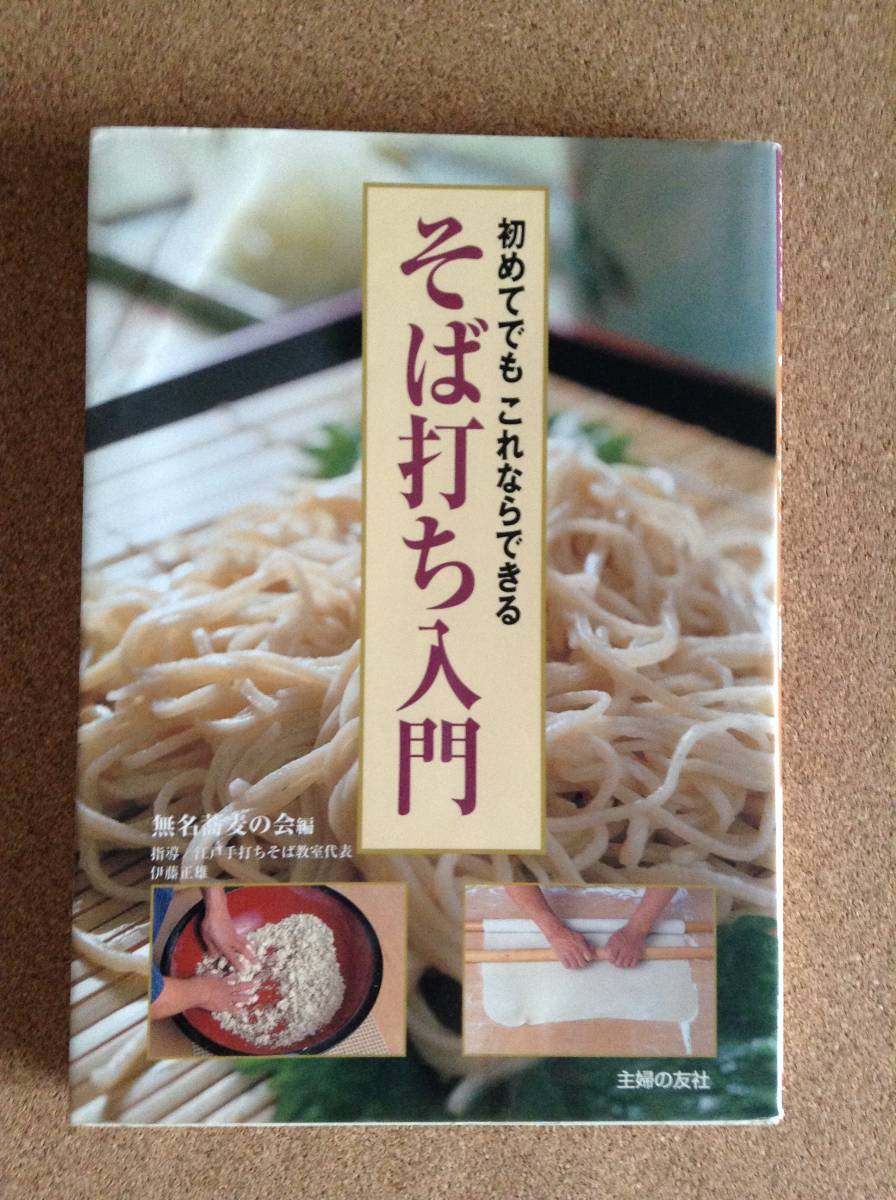 初めてでも これならできる
そば打ち入門
無名蕎麦の会編
指導／江戸手打ちそば教室代表
伊藤正雄
主婦の友社